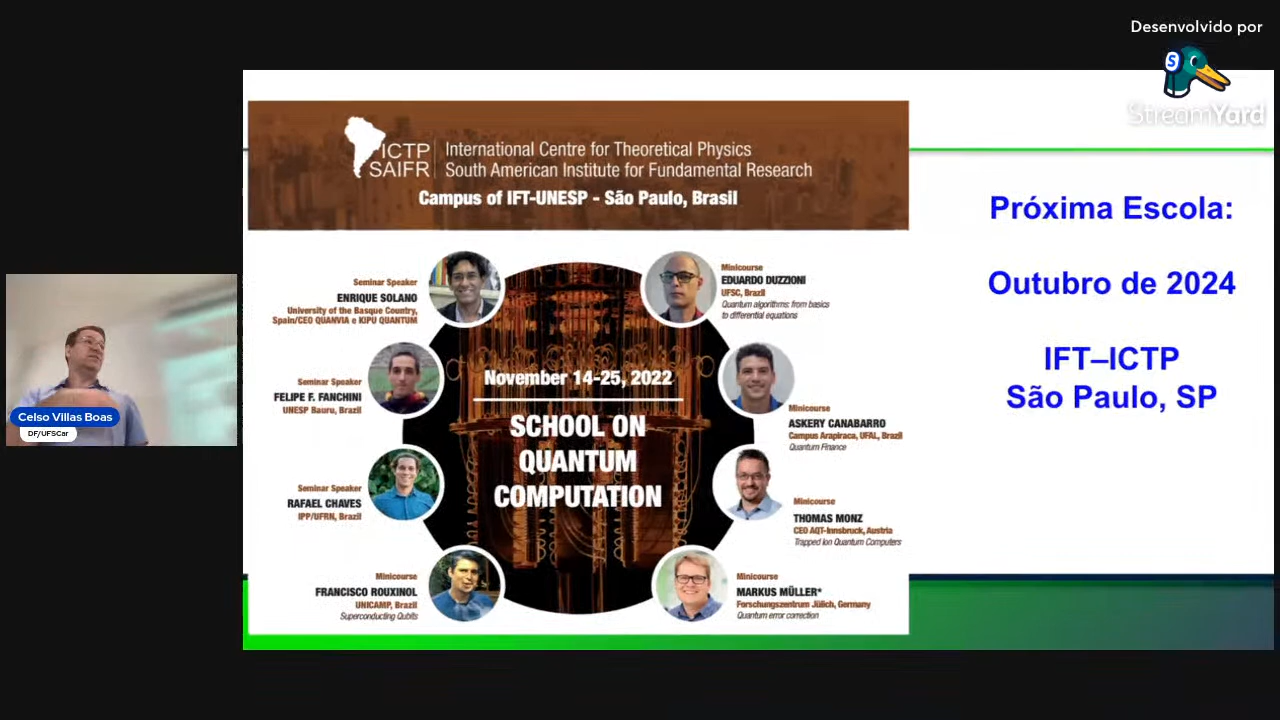 Desenvolvido por
S
StreamYard
ICTP
SAIFR
International Centre for Theoretical Physics
South American Institute for Fundamental Research
Campus of IFT-UNESP - São Paulo, Brasil
Próxima Escola:
Outubro de 2024
IFT–ICTP
São Paulo, SP
Seminar Speaker
ENRIQUE SOLANO
University of the Basque Country,
Spain/CEO QUANVIA e KIPU QUANTUM
Minicourse
EDUARDO DUZZIONI
UFSC, Brazil
Quantum algorithms: from basics
to differential equations
November 14-25, 2022
SCHOOL ON
QUANTUM
COMPUTATION
Seminar Speaker
FELIPE F. FANCHINI
UNESP Bauru, Brazil
Minicourse
ASKERY CANABARRO
Campus Arapiraca, UFAL, Brazil
Quantum Finance
Seminar Speaker
RAFAEL CHAVES
IPP/UFRN, Brazil
Minicourse
THOMAS MONZ
CEO AQT-Innsbruck, Austria
Trapped Ion Quantum Computers
Minicourse
FRANCISCO ROUXINOL
UNICAMP, Brazil
Superconducting Qubits
Minicourse
MARKUS MÜLLER*
Forschungszentrum Jülich, Germany
Quantum error correction
Celso Villas Boas
DF/UFSCar